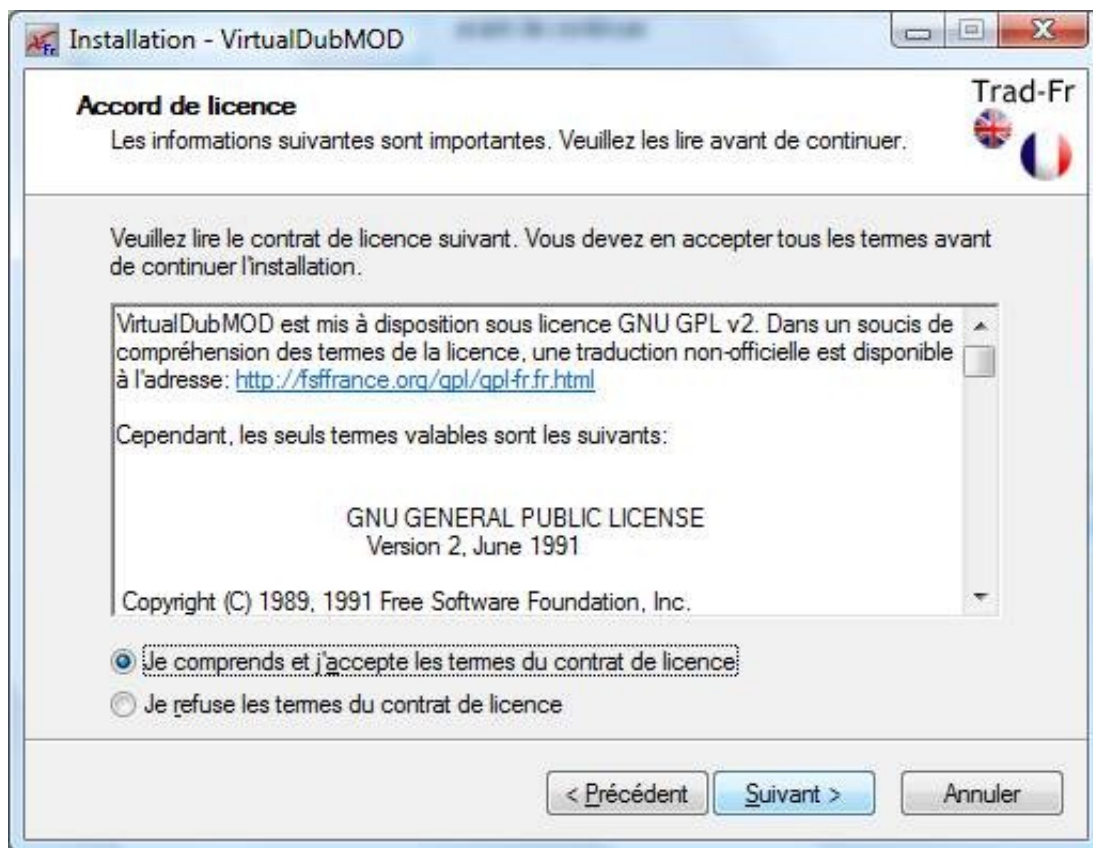 Installation - VirtualDubMOD
Accord de licence
Les informations suivantes sont importantes. Veuillez les lire avant de continuer.
Trad-Fr
Veuillez lire le contrat de licence suivant. Vous devez en accepter tous les termes avant
de continuer l'installation.
VirtualDubMOD est mis à disposition sous licence GNU GPL v2. Dans un soucis de
compréhension des termes de la licence, une traduction non-officielle est disponible
à l'adresse: http://fsffrance.org/gpl/gpl-fr.fr.html
Cependant, les seuls termes valables sont les suivants:
GNU GENERAL PUBLIC LICENSE
Version 2, June 1991
Copyright (C) 1989, 1991 Free Software Foundation, Inc.
Je comprends et j'accepte les termes du contrat de licence
Je refuse les termes du contrat de licence
< Précédent
Suivant >
Annuler